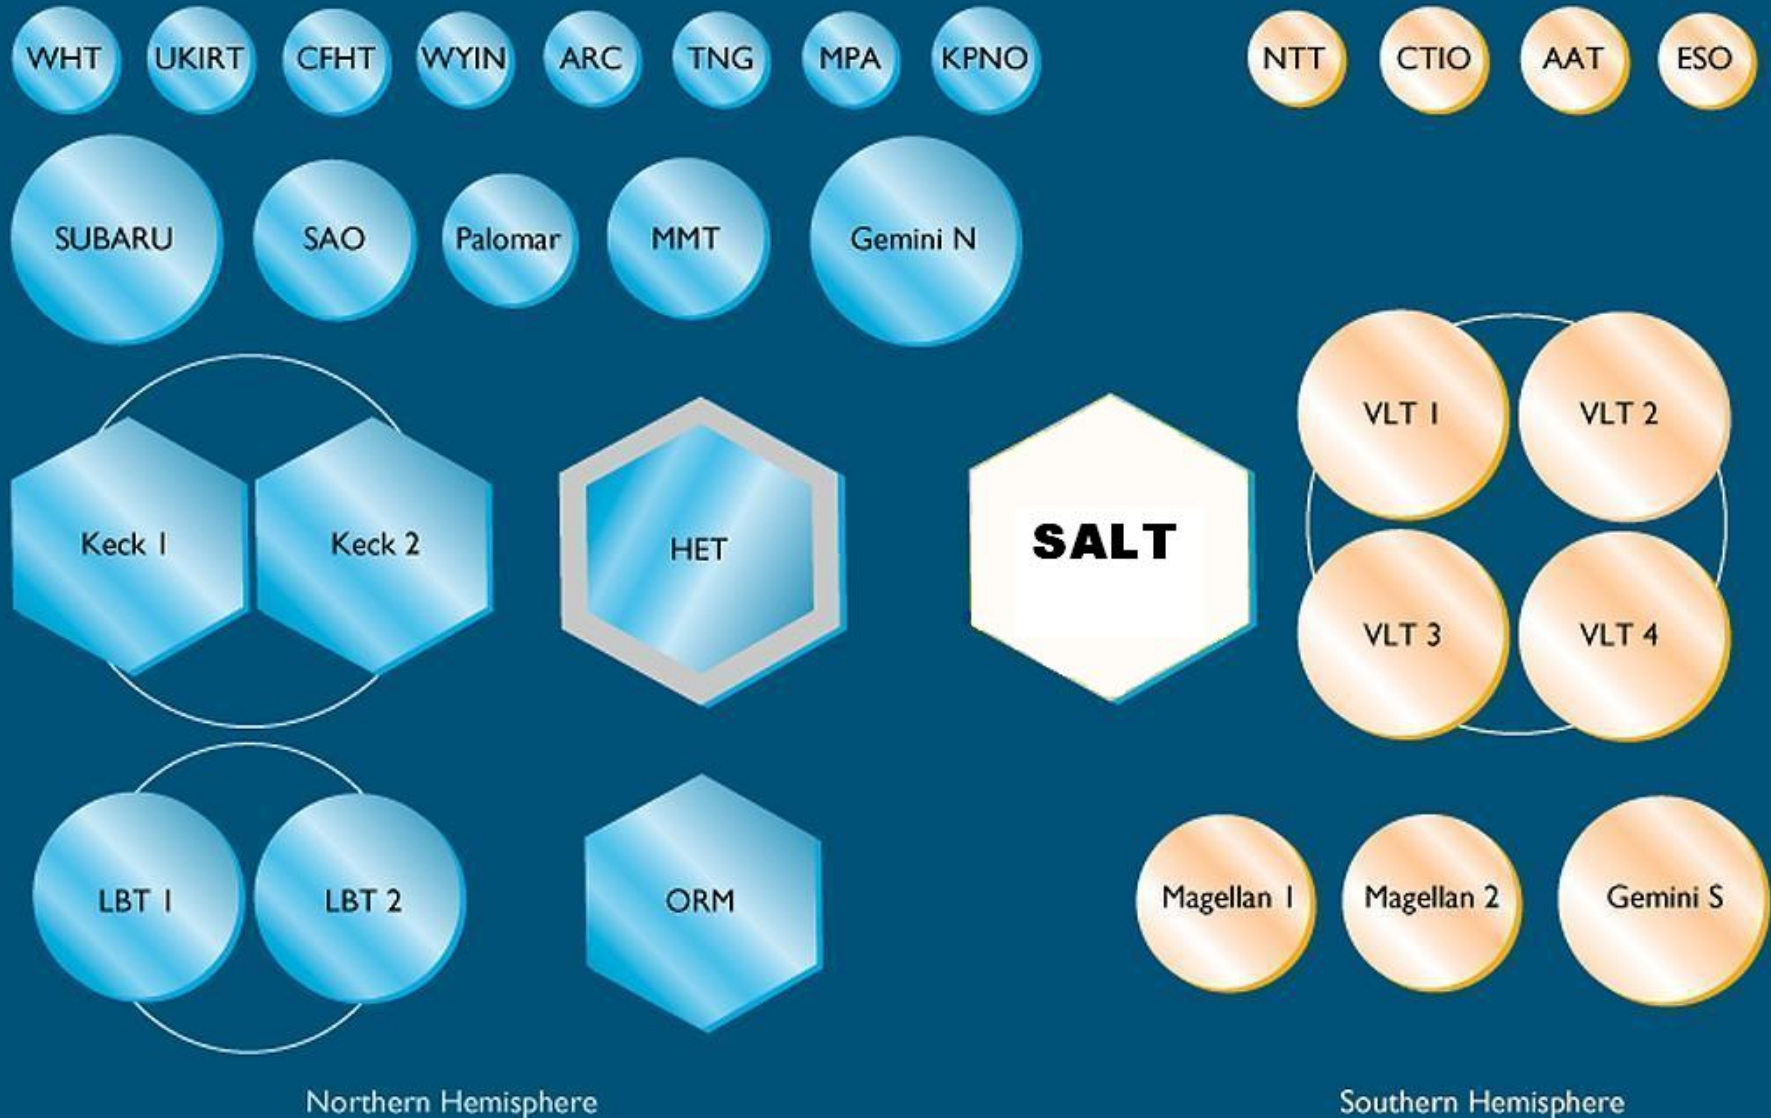 WHT UKIRT CFHT WYIN ARC TNG MPA KPNO NTT CTIO AAT ESO
SUBARU SAO Palomar MMT Gemini N
VLT 1 VLT 2
Keck 1 Keck 2 HET SALT
VLT 3 VLT 4
LBT 1 LBT 2 ORM Magellan 1 Magellan 2 Gemini S
Northern Hemisphere Southern Hemisphere